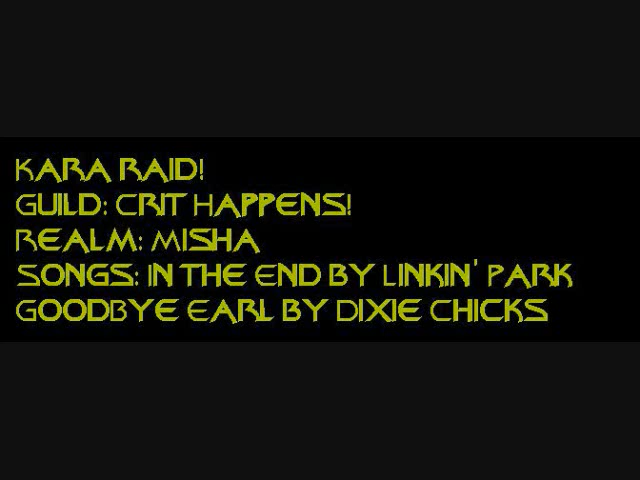 Kara Raid!
Guild: Crit Happens!
Realm: Misha
Songs: In the End by Linkin' Park
Goodbye Earl by Dixie Chicks